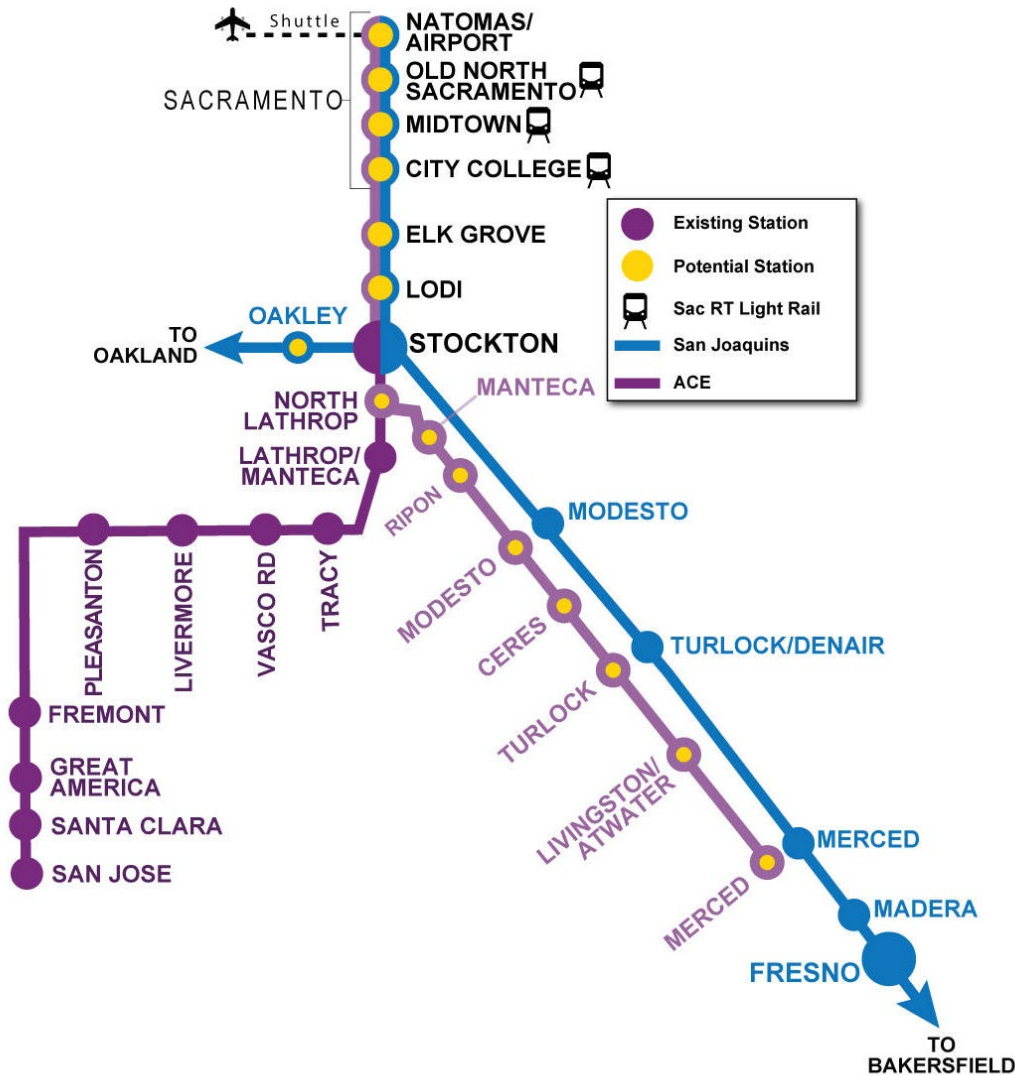 Shuttle
NATOMAS/
AIRPORT
OLD NORTH
SACRAMENTO
SACRAMENTO
MIDTOWN
CITY COLLEGE
ELK GROVE
LODI
Existing Station
Potential Station
Sac RT Light Rail
San Joaquins
ACE
OAKLEY
TO
OAKLAND
STOCKTON
MANTECA
NORTH
LATHROP
LATHROP/
MANTECA
RIPON
MODESTO
MODESTO
CERES
TURLOCK/DENAIR
TURLOCK
LIVINGSTON/
ATWATER
MERCED
MERCED
MADERA
FRESNO
TO
BAKERSFIELD
PLEASANTON
LIVERMORE
VASCO RD
TRACY
FREMONT
GREAT
AMERICA
SANTA CLARA
SAN JOSE